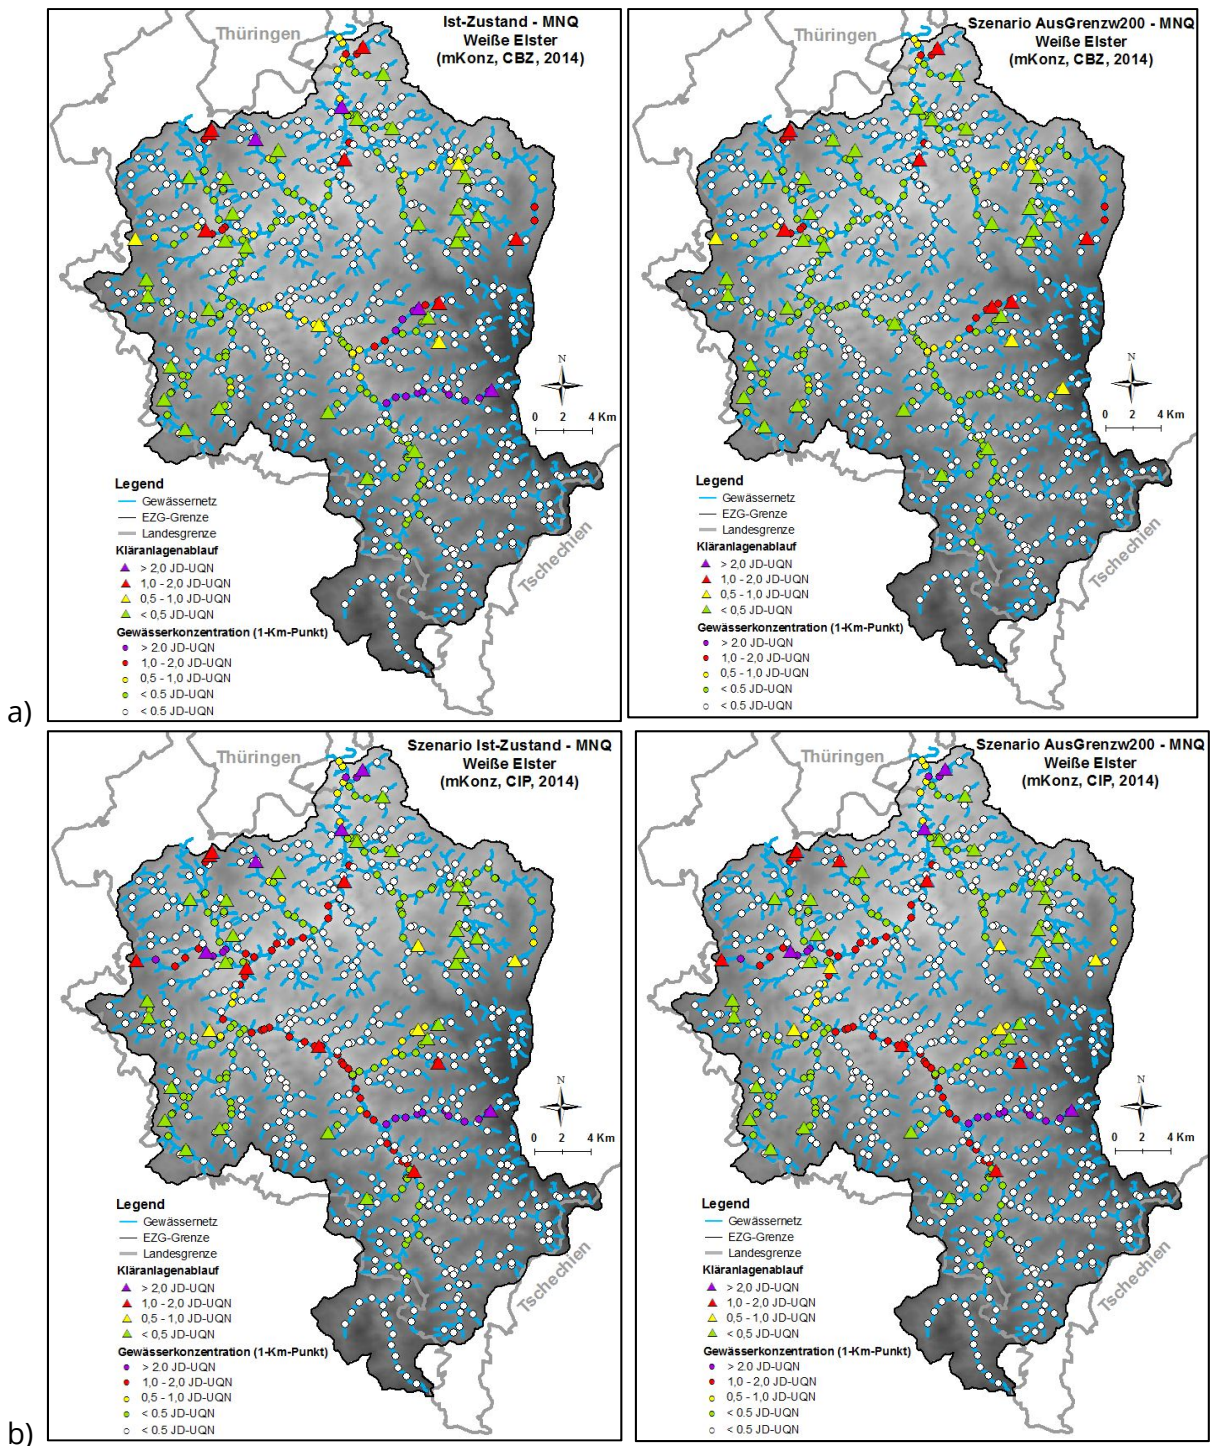 Thüringen
Ist-Zustand - MNQ
Weiße Elster
(mKonz, CBZ, 2014)
N
0 2 4 Km
Legend
Gewässernetz
EZG-Grenze
Landesgrenze
Kläranlagenablauf
> 2,0 JD-UQN
1,0 - 2,0 JD-UQN
0,5 - 1,0 JD-UQN
< 0,5 JD-UQN
Gewässerkonzentration (1-Km-Punkt)
> 2.0 JD-UQN
1,0 - 2,0 JD-UQN
0,5 - 1,0 JD-UQN
< 0.5 JD-UQN
< 0.5 JD-UQN
Tschechien
a)
Thüringen
Szenario AusGrenzw200 - MNQ
Weiße Elster
(mKonz, CBZ, 2014)
N
0 2 4 Km
Legend
Gewässernetz
EZG-Grenze
Landesgrenze
Kläranlagenablauf
> 2,0 JD-UQN
1,0 - 2,0 JD-UQN
0,5 - 1,0 JD-UQN
< 0,5 JD-UQN
Gewässerkonzentration (1-Km-Punkt)
> 2.0 JD-UQN
1,0 - 2,0 JD-UQN
0,5 - 1,0 JD-UQN
< 0.5 JD-UQN
< 0.5 JD-UQN
Tschechien
Thüringen
Szenario Ist-Zustand - MNQ
Weiße Elster
(mKonz, CIP, 2014)
N
0 2 4 Km
Legend
Gewässernetz
EZG-Grenze
Landesgrenze
Kläranlagenablauf
> 2,0 JD-UQN
1,0 - 2,0 JD-UQN
0,5 - 1,0 JD-UQN
< 0,5 JD-UQN
Gewässerkonzentration (1-Km-Punkt)
> 2.0 JD-UQN
1,0 - 2,0 JD-UQN
0,5 - 1,0 JD-UQN
< 0.5 JD-UQN
< 0.5 JD-UQN
Tschechien
b)
Thüringen
Szenario AusGrenzw200 - MNQ
Weiße Elster
(mKonz, CIP, 2014)
N
0 2 4 Km
Legend
Gewässernetz
EZG-Grenze
Landesgrenze
Kläranlagenablauf
> 2,0 JD-UQN
1,0 - 2,0 JD-UQN
0,5 - 1,0 JD-UQN
< 0,5 JD-UQN
Gewässerkonzentration (1-Km-Punkt)
> 2.0 JD-UQN
1,0 - 2,0 JD-UQN
0,5 - 1,0 JD-UQN
< 0.5 JD-UQN
< 0.5 JD-UQN
Tschechien